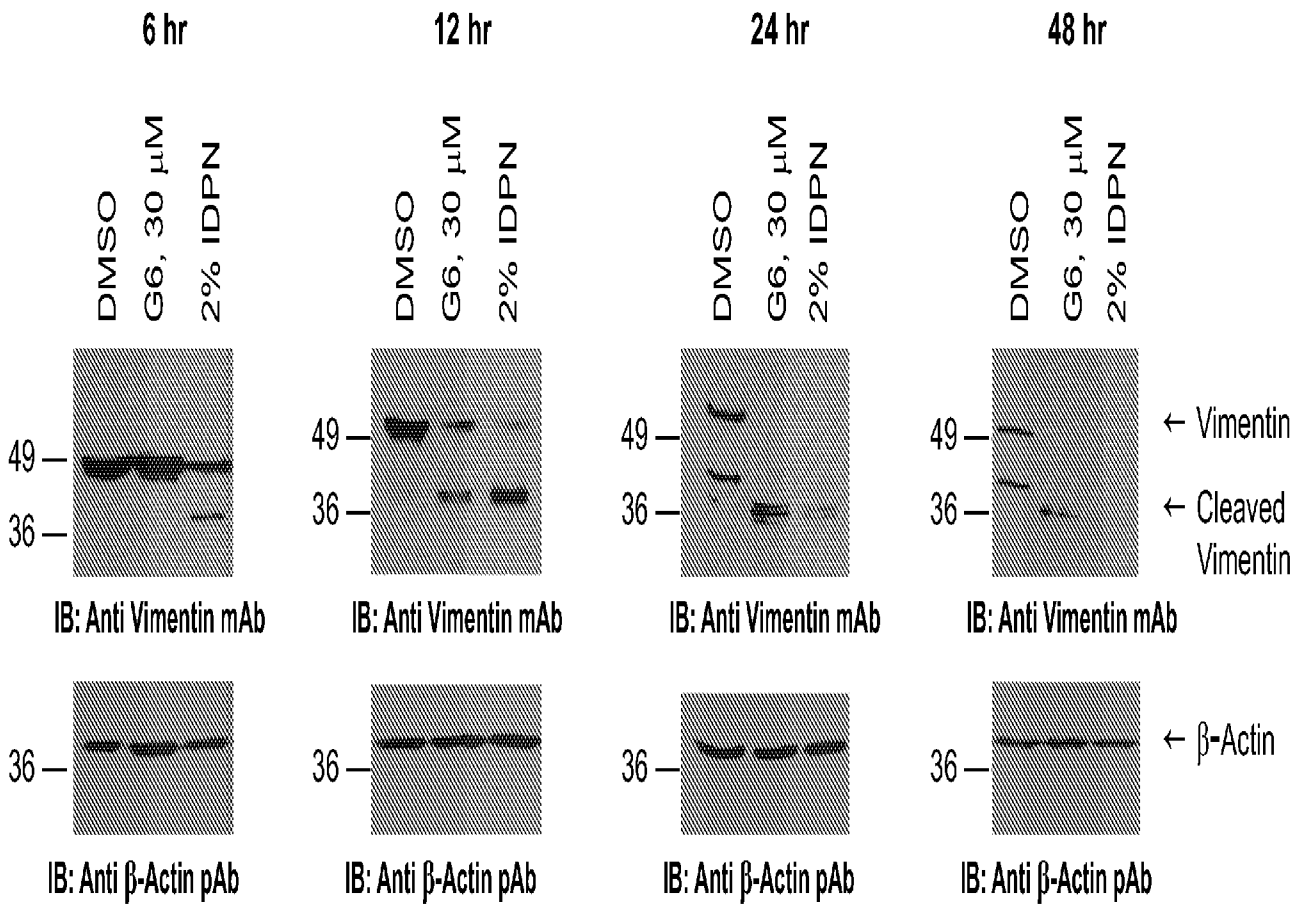 6 hr
12 hr
24 hr
48 hr
DMSO
G6, 30 μM
2% IDPN
DMSO
G6, 30 μM
2% IDPN
DMSO
G6, 30 μM
2% IDPN
DMSO
G6, 30 μM
2% IDPN
49
36
49
36
49
36
49
36
← Vimentin
← Cleaved
Vimentin
IB: Anti Vimentin mAb
IB: Anti Vimentin mAb
IB: Anti Vimentin mAb
IB: Anti Vimentin mAb
36
36
36
36
← β-Actin
IB: Anti β-Actin pAb
IB: Anti β-Actin pAb
IB: Anti β-Actin pAb
IB: Anti β-Actin pAb